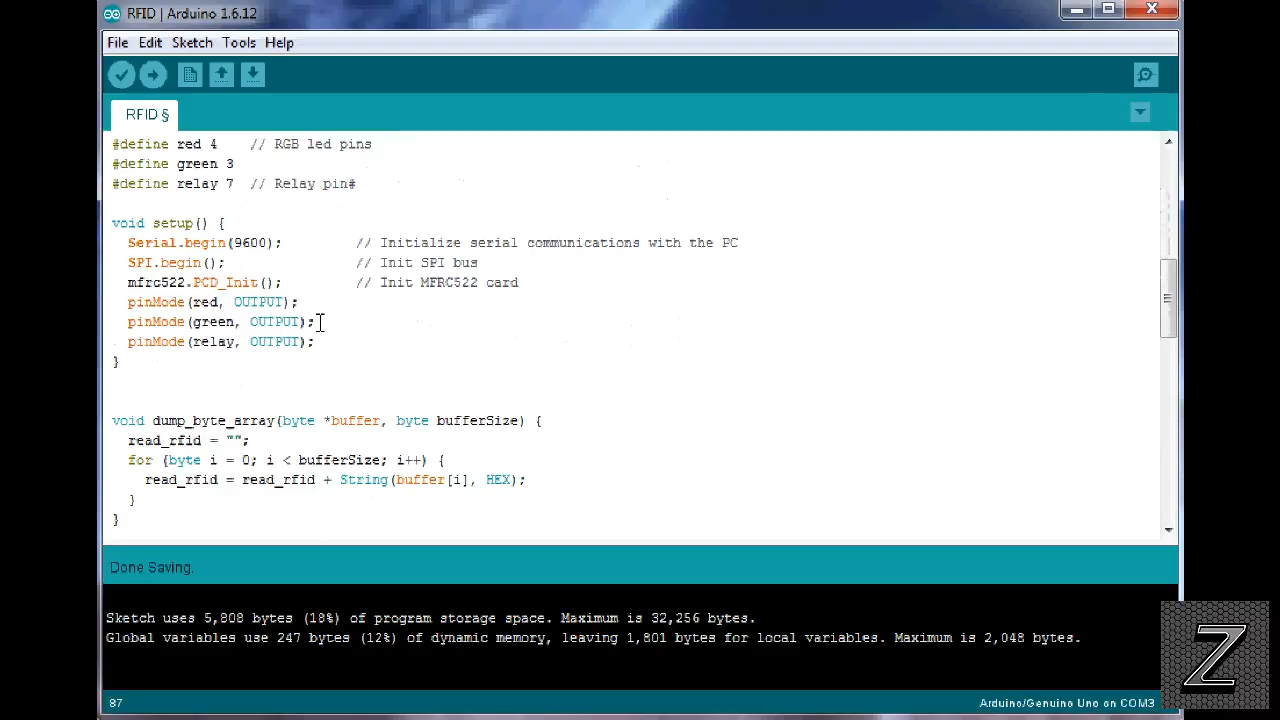 RFID | Arduino 1.6.12
File Edit Sketch Tools Help
RFID §
#define red 4 // RGB led pins
#define green 3
#define relay 7 // Relay pin#
void setup() {
Serial.begin(9600); // Initialize serial communications with the PC
SPI.begin(); // Init SPI bus
mfrc522.PCD_Init(); // Init MFRC522 card
pinMode(red, OUTPUT);
pinMode(green, OUTPUT);
pinMode(relay, OUTPUT);
}
void dump_byte_array(byte *buffer, byte bufferSize) {
read_rfid = "";
for (byte i = 0; i < bufferSize; i++) {
read_rfid = read_rfid + String(buffer[i], HEX);
}
}
Done Saving.
Sketch uses 5,808 bytes (18%) of program storage space. Maximum is 32,256 bytes.
Global variables use 247 bytes (12%) of dynamic memory, leaving 1,801 bytes for local variables. Maximum is 2,048 bytes.
87 Arduino/Genuino Uno on COM3
Z